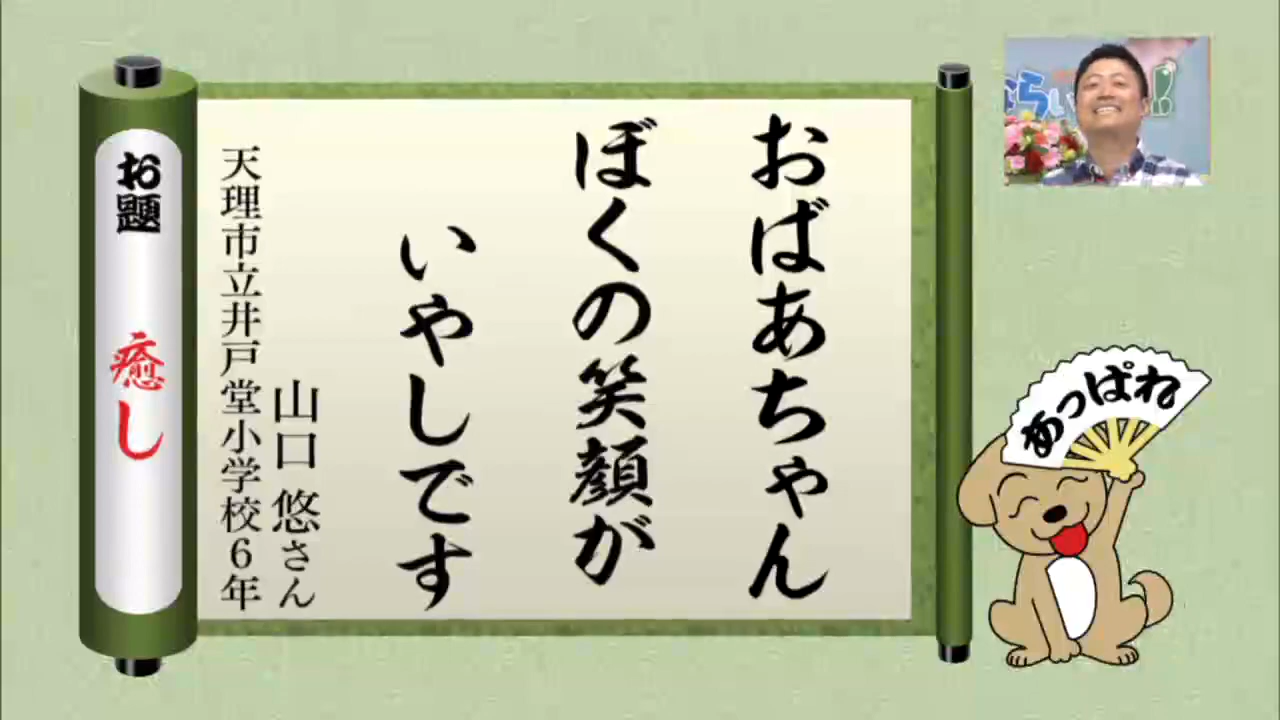 おばあちゃん
ぼくの笑顔が
いやしです
山口 悠さん
天理市立井戸堂小学校6年
お題 癒し
あっぱれ